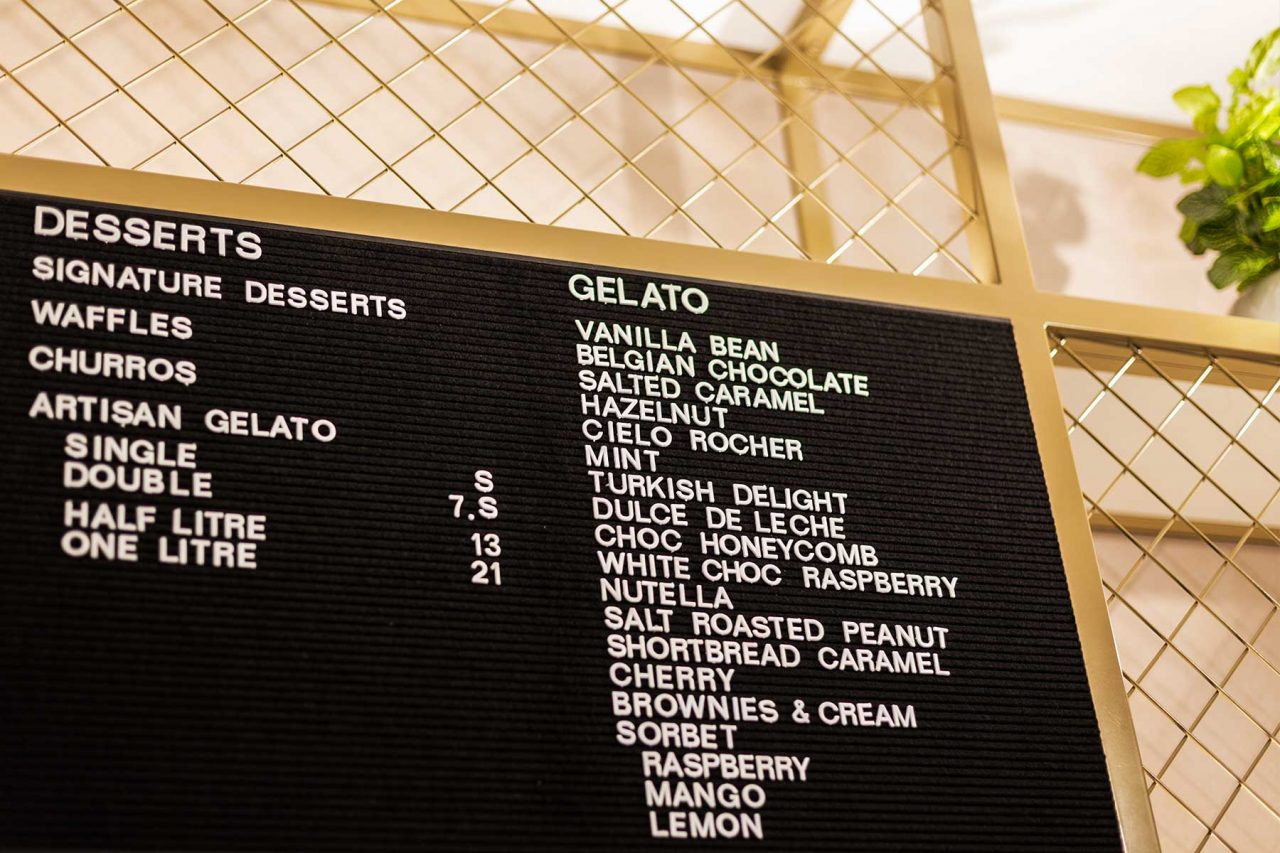 DESSERTS
SIGNATURE DESSERTS
WAFFLES
CHURROS
ARTISAN GELATO
SINGLE S
DOUBLE 7.S
HALF LITRE 13
ONE LITRE 21
GELATO
VANILLA BEAN
BELGIAN CHOCOLATE
SALTED CARAMEL
HAZELNUT
CIELO ROCHER
MINT
TURKISH DELIGHT
DULCE DE LECHE
CHOC HONEYCOMB
WHITE CHOC RASPBERRY
NUTELLA
SALT ROASTED PEANUT
SHORTBREAD CARAMEL
CHERRY
BROWNIES & CREAM
SORBET
RASPBERRY
MANGO
LEMON